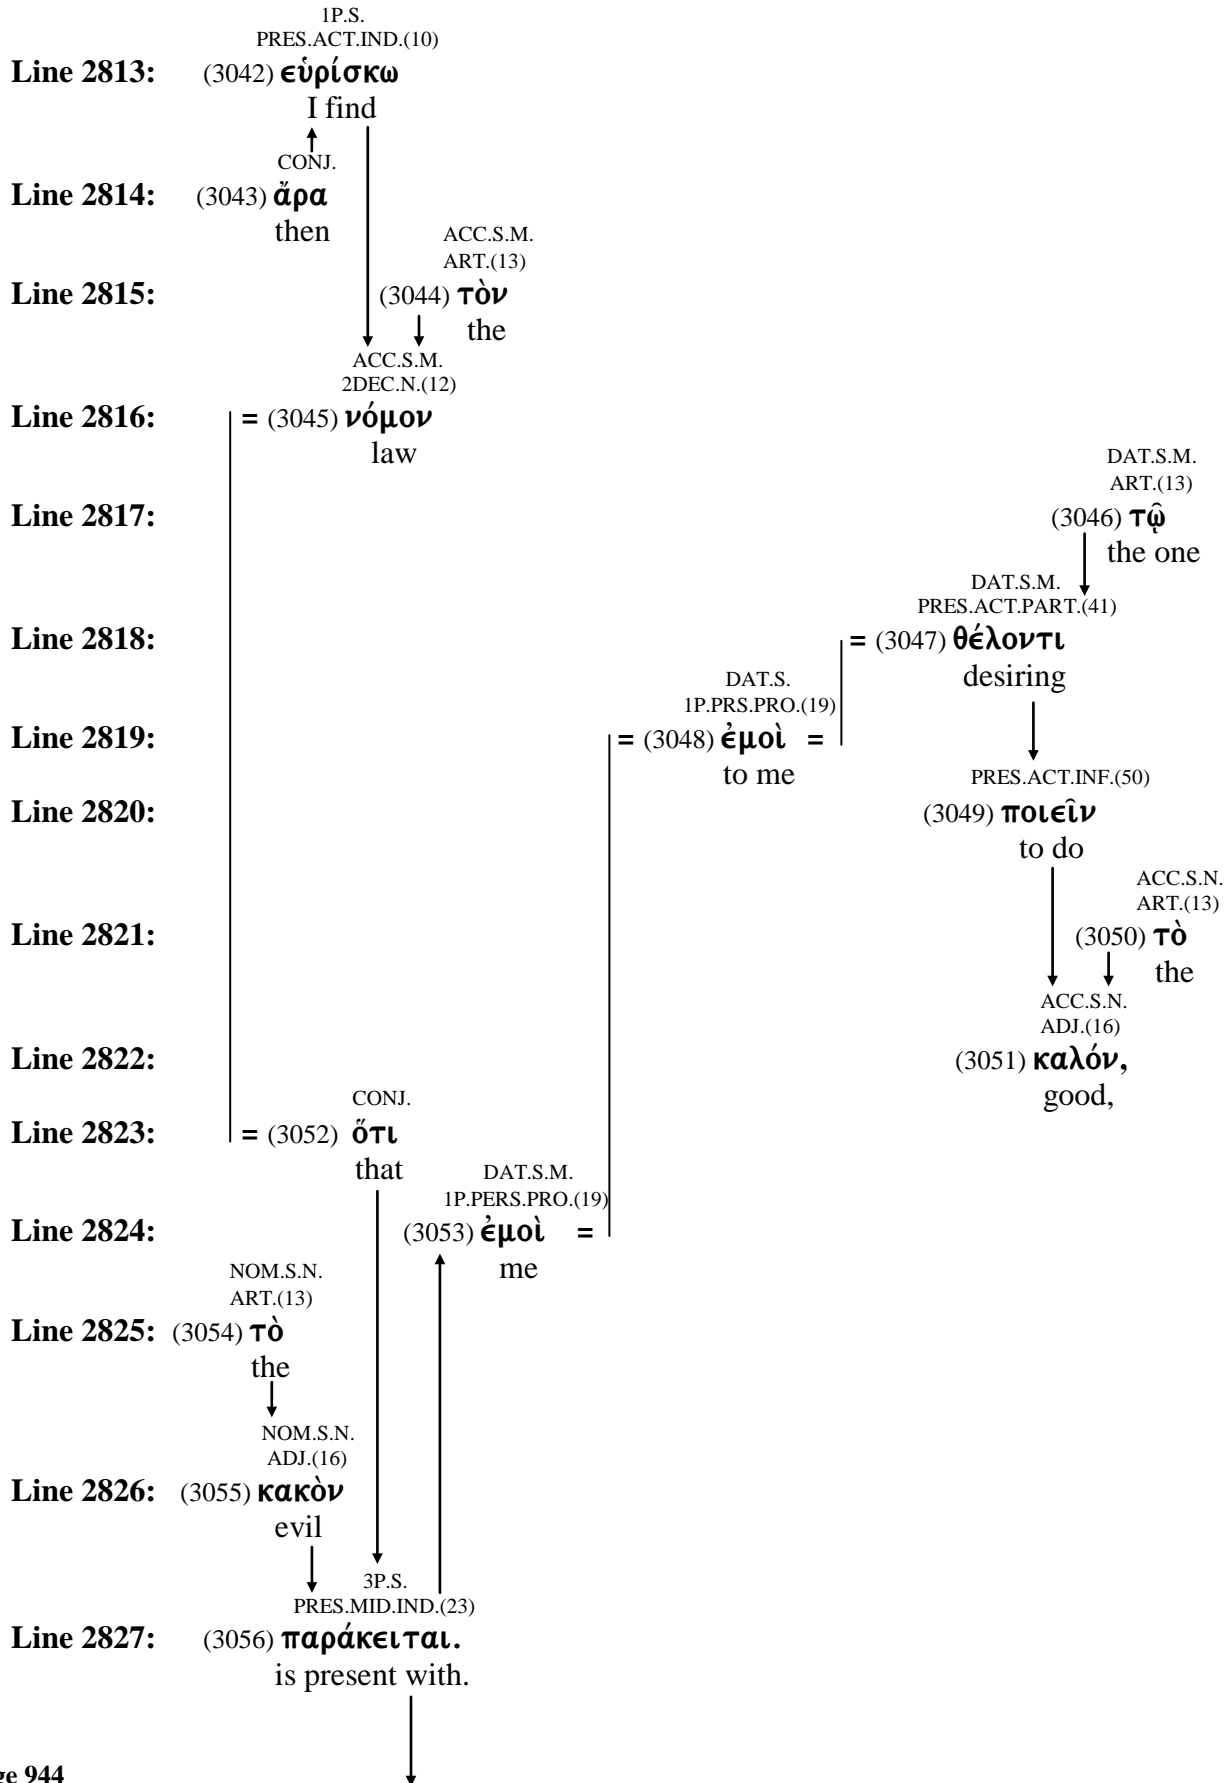 1P.S.
PRES.ACT.IND.(10)
Line 2813: (3042) εὑρίσκω
I find
CONJ.
Line 2814: (3043) ἄρα
then
ACC.S.M.
ART.(13)
Line 2815: (3044) τὸν
the
ACC.S.M.
2DEC.N.(12)
Line 2816: = (3045) νόμον
law
DAT.S.M.
ART.(13)
Line 2817: (3046) τῷ
the one
DAT.S.M.
PRES.ACT.PART.(41)
Line 2818: = (3047) θέλοντι
desiring
DAT.S.
1P.PRS.PRO.(19)
Line 2819: = (3048) ἐμοὶ =
to me
PRES.ACT.INF.(50)
Line 2820: (3049) ποιεῖν
to do
ACC.S.N.
ART.(13)
Line 2821: (3050) τὸ
the
ACC.S.N.
ADJ.(16)
Line 2822: (3051) καλόν,
good,
CONJ.
Line 2823: = (3052) ὅτι
that
DAT.S.M.
1P.PERS.PRO.(19)
Line 2824: (3053) ἐμοὶ =
me
NOM.S.N.
ART.(13)
Line 2825: (3054) τὸ
the
NOM.S.N.
ADJ.(16)
Line 2826: (3055) κακὸν
evil
3P.S.
PRES.MID.IND.(23)
Line 2827: (3056) παράκειται.
is present with.
ge 944